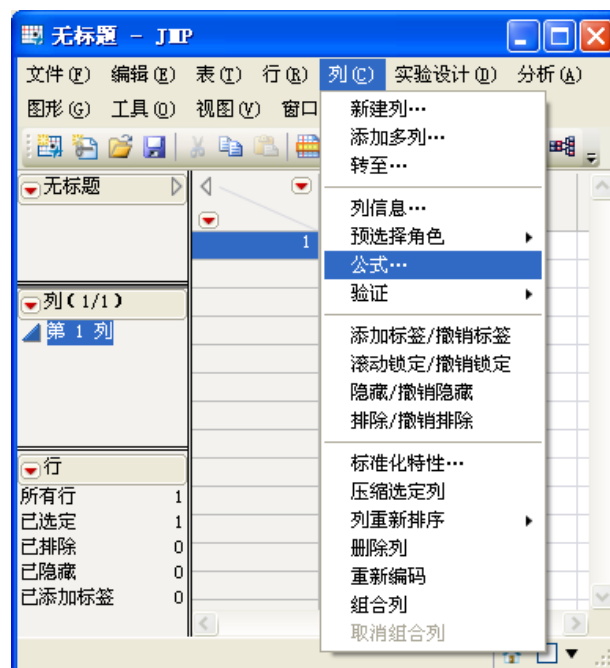 无标题 - JMP
文件(F) 编辑(E) 表(T) 行(R) 列(C) 实验设计(D) 分析(A)
图形(G) 工具(O) 视图(V) 窗口
新建列…
添加多列…
转至…
列信息…
预选择角色
公式…
验证
添加标签/撤销标签
滚动锁定/撤销锁定
隐藏/撤销隐藏
排除/撤销排除
标准化特性…
压缩选定列
列重新排序
删除列
重新编码
组合列
取消组合列
无标题
1
列(1/1)
第 1 列
行
所有行 1
已选定 1
已排除 0
已隐藏 0
已添加标签 0